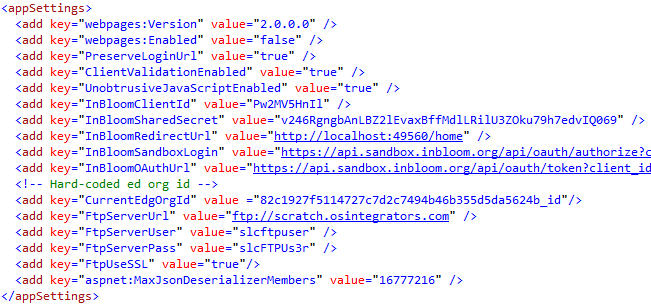 <appSettings>
<add key="webpages:Version" value="2.0.0.0" />
<add key="webpages:Enabled" value="false" />
<add key="PreserveLoginUrl" value="true" />
<add key="ClientValidationEnabled" value="true" />
<add key="UnobtrusiveJavaScriptEnabled" value="true" />
<add key="InBloomClientId" value="Pw2MV5HnIl" />
<add key="InBloomSharedSecret" value="v246RgngbAnLBZ2lEvaxBffMdlLRilU3ZOku79h7edvIQ069" />
<add key="InBloomRedirectUrl" value="http://localhost:49560/home" />
<add key="InBloomSandboxLogin" value="https://api.sandbox.inbloom.org/api/oauth/authorize?c
<add key="InBloomOAuthUrl" value="https://api.sandbox.inbloom.org/api/oauth/token?client_id
<!-- Hard-coded ed org id -->
<add key="CurrentEdgOrgId" value ="82c1927f5114727c7d2c7494b46b355d5da5624b_id"/>
<add key="FtpServerUrl" value="ftp://scratch.osintegrators.com" />
<add key="FtpServerUser" value="slcftpuser" />
<add key="FtpServerPass" value="slcFTPUs3r" />
<add key="FtpUseSSL" value="true"/>
<add key="aspnet:MaxJsonDeserializerMembers" value="16777216" />
</appSettings>